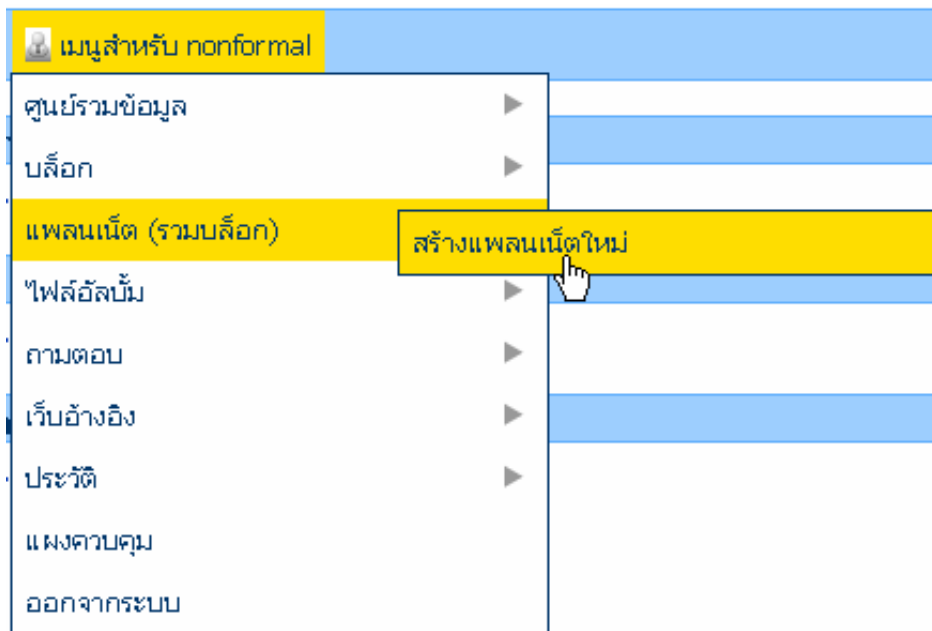 เมนูสำหรับ nonformal
ศูนย์รวมข้อมูล
บล็อก
แพลนเน็ต (รวมบล็อก)
สร้างแพลนเน็ตใหม่
ไฟล์อัลบั้ม
ถามตอบ
เว็บอ้างอิง
ประวัติ
แผงควบคุม
ออกจากระบบ